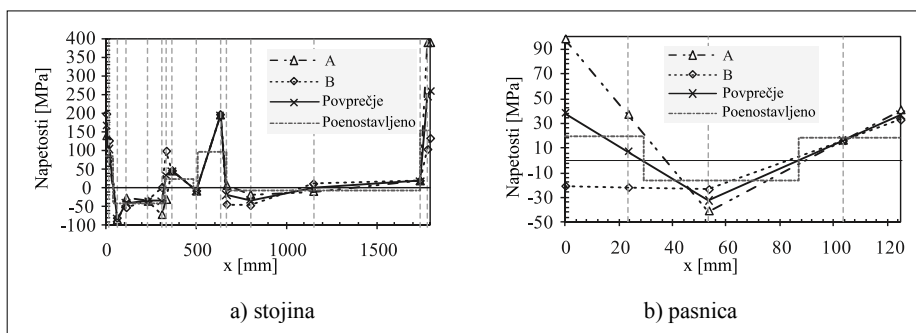 400
350
300
250
200
150
100
50
0
-50
-100
Napetosti [MPa]
A
B
Povprečje
Poenostavljeno
0 500 1000 1500
x [mm]
a) stojina
90
70
50
30
10
-10
-30
-50
Napetosti [MPa]
A
B
Povprečje
Poenostavljeno
0 20 40 60 80 100 120
x [mm]
b) pasnica